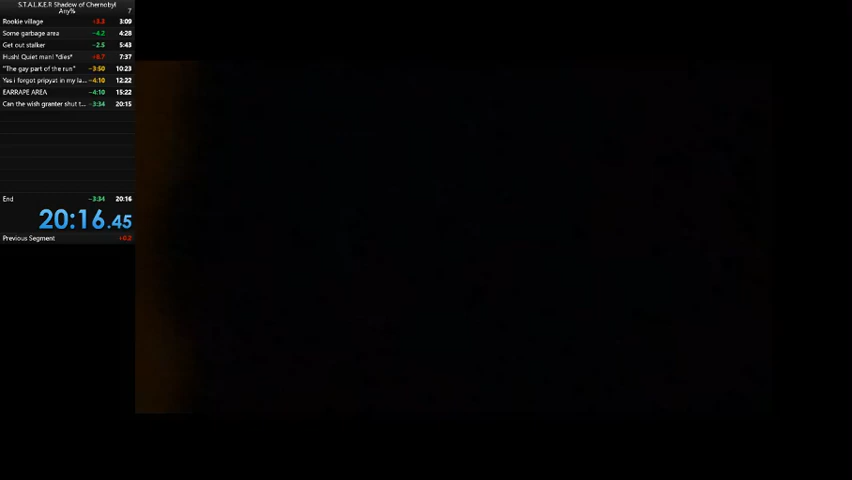 S.T.A.L.K.E.R Shadow of Chernobyl
Any%
7
Rookie village +3.3 3:09
Some garbage area −4.2 4:28
Get out stalker −2.5 5:43
Hush! Quiet man! *dies* 7:37
"The gay part of the run" −3:50 10:23
Yes i forgot pripyat in my la... −4:10 12:22
EARRAPE AREA −4:10 15:22
Can the wish granter shut t... −3:34 20:15
End −3:34 20:16
20:16.45
Previous Segment +0.2